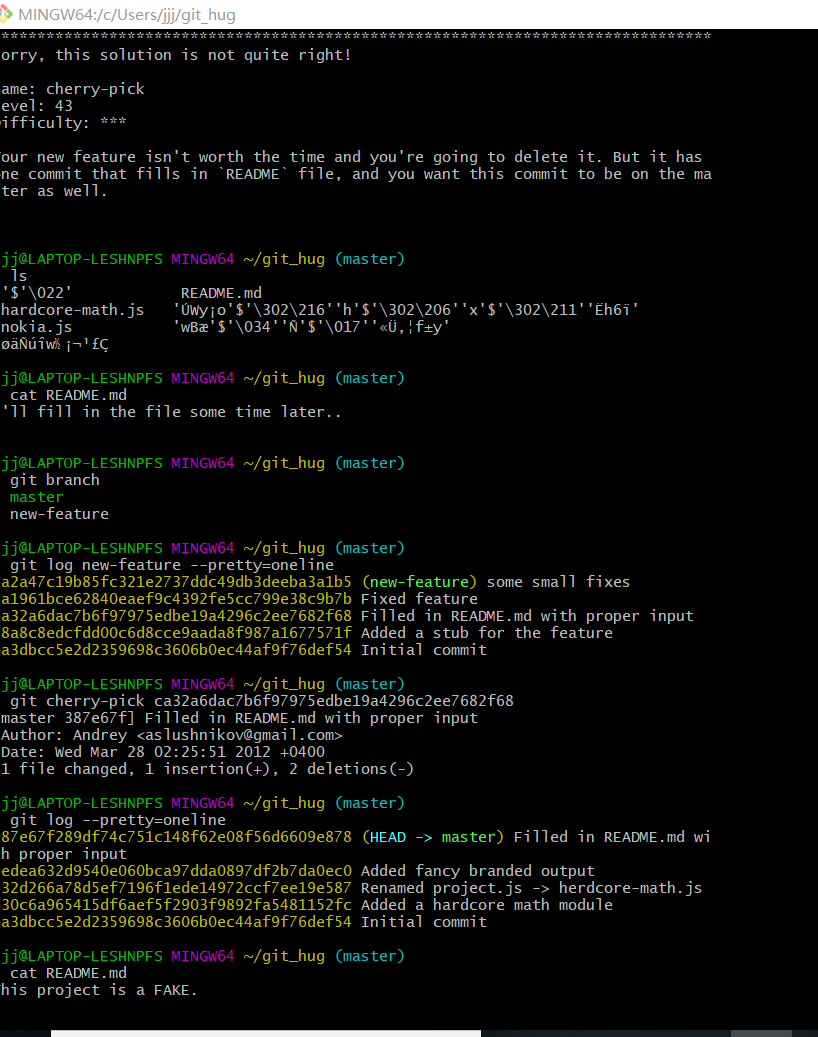 MINGW64:/c/Users/jjj/git_hug
*******************************************************************************
orry, this solution is not quite right!
ame: cherry-pick
evel: 43
ifficulty: ***
our new feature isn't worth the time and you're going to delete it. But it has
ne commit that fills in `README` file, and you want this commit to be on the ma
ter as well.
jj@LAPTOP-LESHNPFS MINGW64 ~/git_hug (master)
ls
'$'\022' README.md
hardcore-math.js 'ÚWy¡o'$'\302\216''h'$'\302\206''x'$'\302\211''Ëh6ï'
nokia.js 'wBæ'$'\034''Ñ'$'\017''«Ü,¦f±y'
øäÑúîw½¡¬¹£Ç
jj@LAPTOP-LESHNPFS MINGW64 ~/git_hug (master)
cat README.md
'll fill in the file some time later..
jj@LAPTOP-LESHNPFS MINGW64 ~/git_hug (master)
git branch
master
new-feature
jj@LAPTOP-LESHNPFS MINGW64 ~/git_hug (master)
git log new-feature --pretty=oneline
a2a47c19b85fc321e2737ddc49db3deeba3a1b5 (new-feature) some small fixes
a1961bce62840eaef9c4392fe5cc799e38c9b7b Fixed feature
a32a6dac7b6f97975edbe19a4296c2ee7682f68 Filled in README.md with proper input
8a8c8edcfdd00c6d8cce9aada8f987a1677571f Added a stub for the feature
a3dbcc5e2d2359698c3606b0ec44af9f76def54 Initial commit
jj@LAPTOP-LESHNPFS MINGW64 ~/git_hug (master)
git cherry-pick ca32a6dac7b6f97975edbe19a4296c2ee7682f68
master 387e67f] Filled in README.md with proper input
Author: Andrey <aslushnikov@gmail.com>
Date: Wed Mar 28 02:25:51 2012 +0400
1 file changed, 1 insertion(+), 2 deletions(-)
jj@LAPTOP-LESHNPFS MINGW64 ~/git_hug (master)
git log --pretty=oneline
87e67f289df74c751c148f62e08f56d6609e878 (HEAD -> master) Filled in README.md wi
h proper input
edea632d9540e060bca97dda0897df2b7da0ec0 Added fancy branded output
32d266a78d5ef7196f1ede14972ccf7ee19e587 Renamed project.js -> herdcore-math.js
30c6a965415df6aef5f2903f9892fa5481152fc Added a hardcore math module
a3dbcc5e2d2359698c3606b0ec44af9f76def54 Initial commit
jj@LAPTOP-LESHNPFS MINGW64 ~/git_hug (master)
cat README.md
his project is a FAKE.